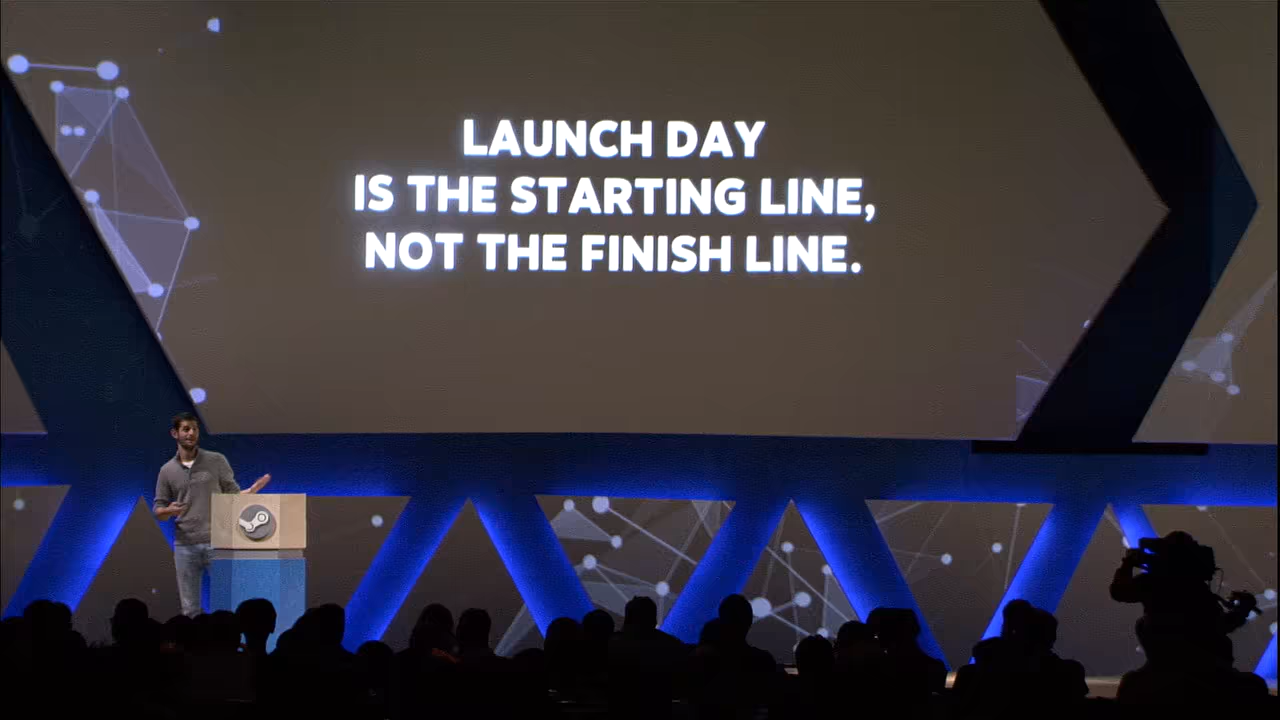 LAUNCH DAY
IS THE STARTING LINE,
NOT THE FINISH LINE.